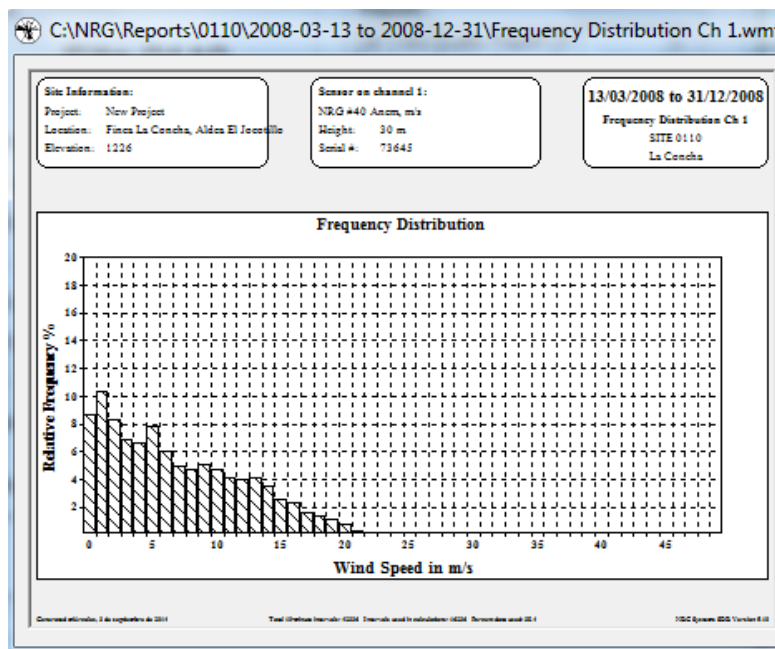 C:\NRG\Reports\0110\2008-03-13 to 2008-12-31\Frequency Distribution Ch 1.wm
Site Information:
Project: New Project
Location: Finca La Concha, Aldea El Jocotillo
Elevation: 1226
Sensor on channel 1:
NRG #40 Anem, m/s
Height: 30 m
Serial #: 73645
13/03/2008 to 31/12/2008
Frequency Distribution Ch 1
SITE 0110
La Concha
Frequency Distribution
Relative Frequency %
20
18
16
14
12
10
8
6
4
2
0 5 10 15 20 25 30 35 40 45
Wind Speed in m/s